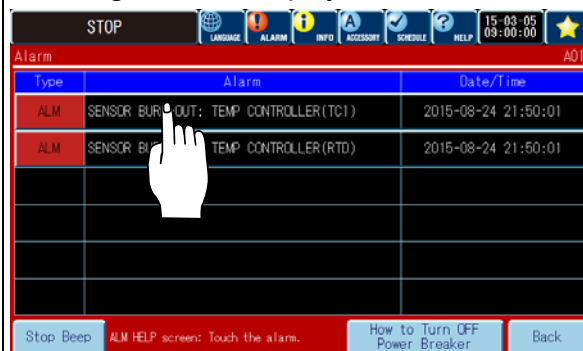 STOP
LANGUAGE ALARM INFO ACCESSORY SCHEDULE HELP 15-03-05
09:00:00
Alarm A01
Type Alarm Date/Time
ALM SENSOR BURN OUT: TEMP CONTROLLER(TC1) 2015-08-24 21:50:01
ALM SENSOR TEMP CONTROLLER(RTD) 2015-08-24 21:50:01
Stop Beep ALM HELP screen: Touch the alarm. How to Turn OFF
Power Breaker Back